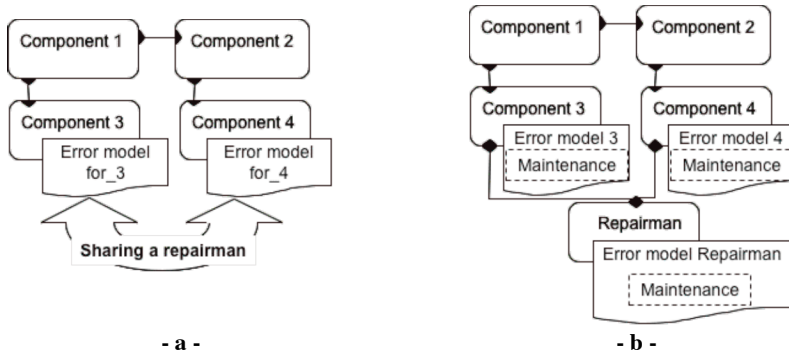 Component 1
Component 2
Component 3
Component 4
Error model
for_3
Error model
for_4
Sharing a repairman
- a -
Component 1
Component 2
Component 3
Component 4
Error model 3
Maintenance
Error model 4
Maintenance
Repairman
Error model Repairman
Maintenance
- b -